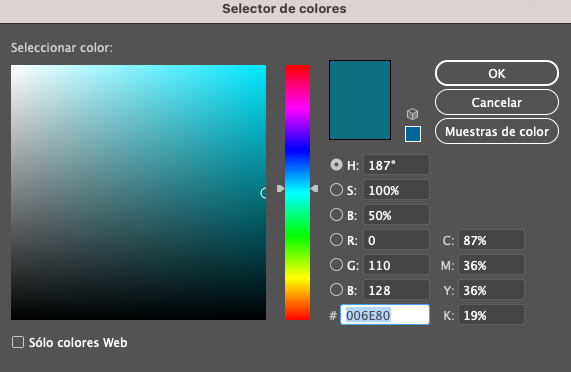 Selector de colores
Seleccionar color:
OK
Cancelar
Muestras de color
H: 187°
S: 100%
B: 50%
R: 0 C: 87%
G: 110 M: 36%
B: 128 Y: 36%
# 006E80 K: 19%
Sólo colores Web